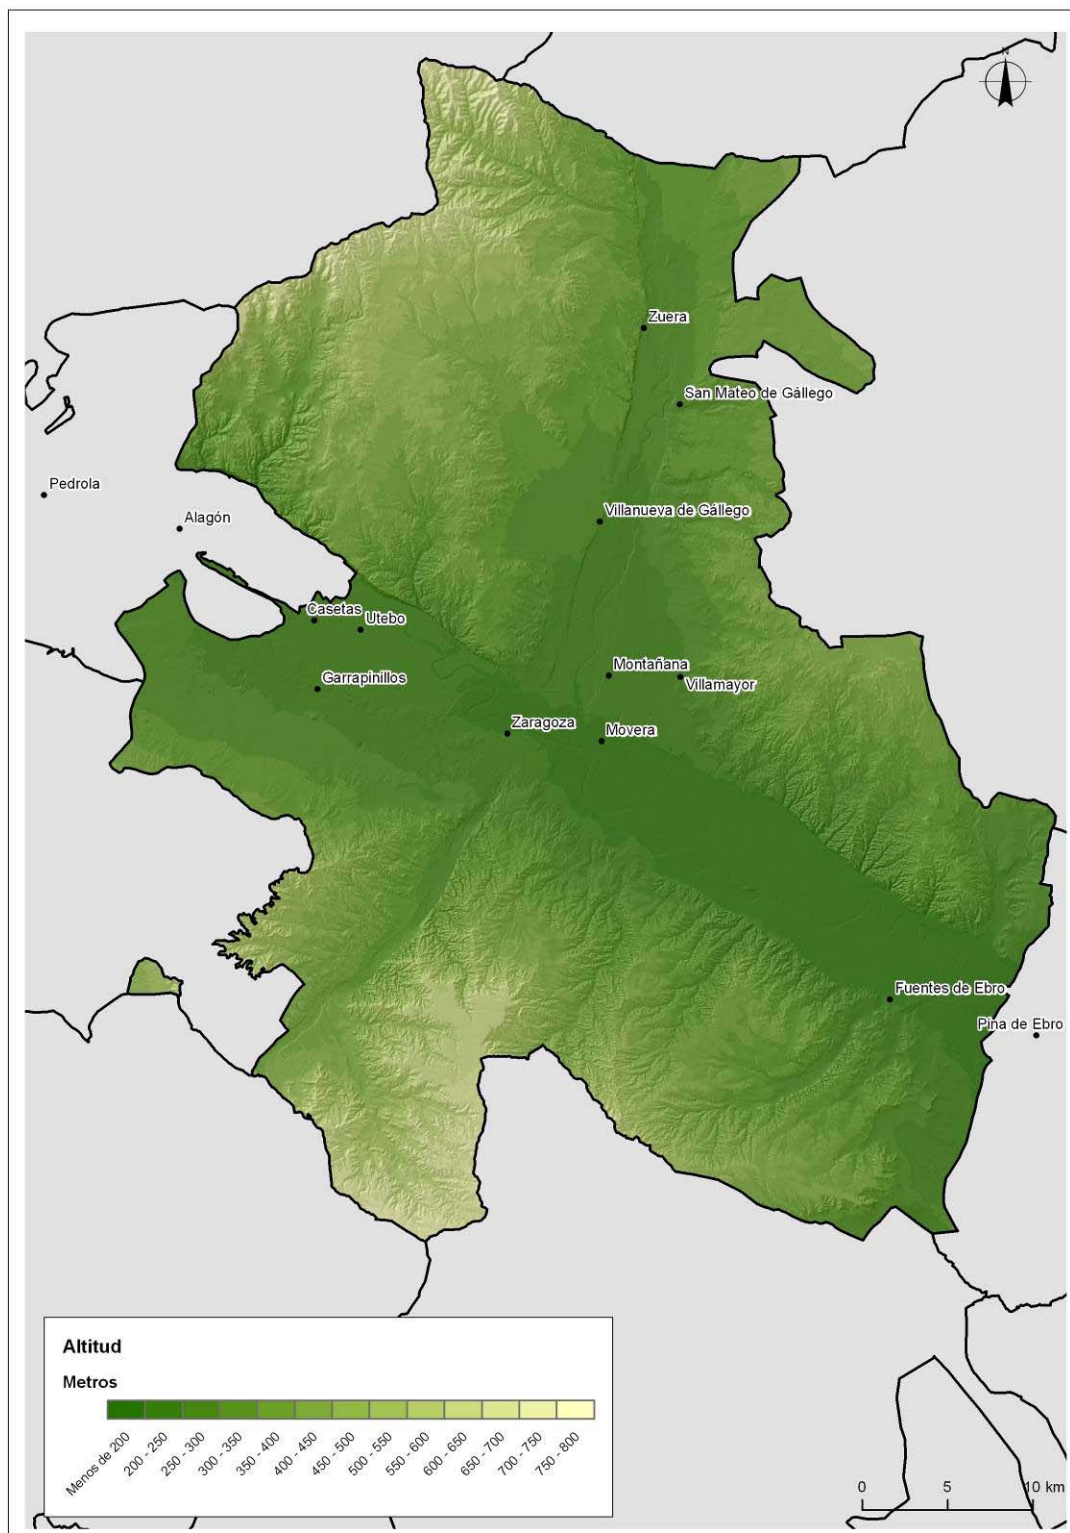 N
Zuera
San Mateo de Gállego
Pedrola
Villanueva de Gállego
Alagón
Casetas
Utebo
Montañana
Garrapinillos
Villamayor
Zaragoza
Movera
Fuentes de Ebro
Pina de Ebro
Altitud
Metros
Menos de 200
200 - 250
250 - 300
300 - 350
350 - 400
400 - 450
450 - 500
500 - 550
550 - 600
600 - 650
650 - 700
700 - 750
750 - 800
0 5 10 km